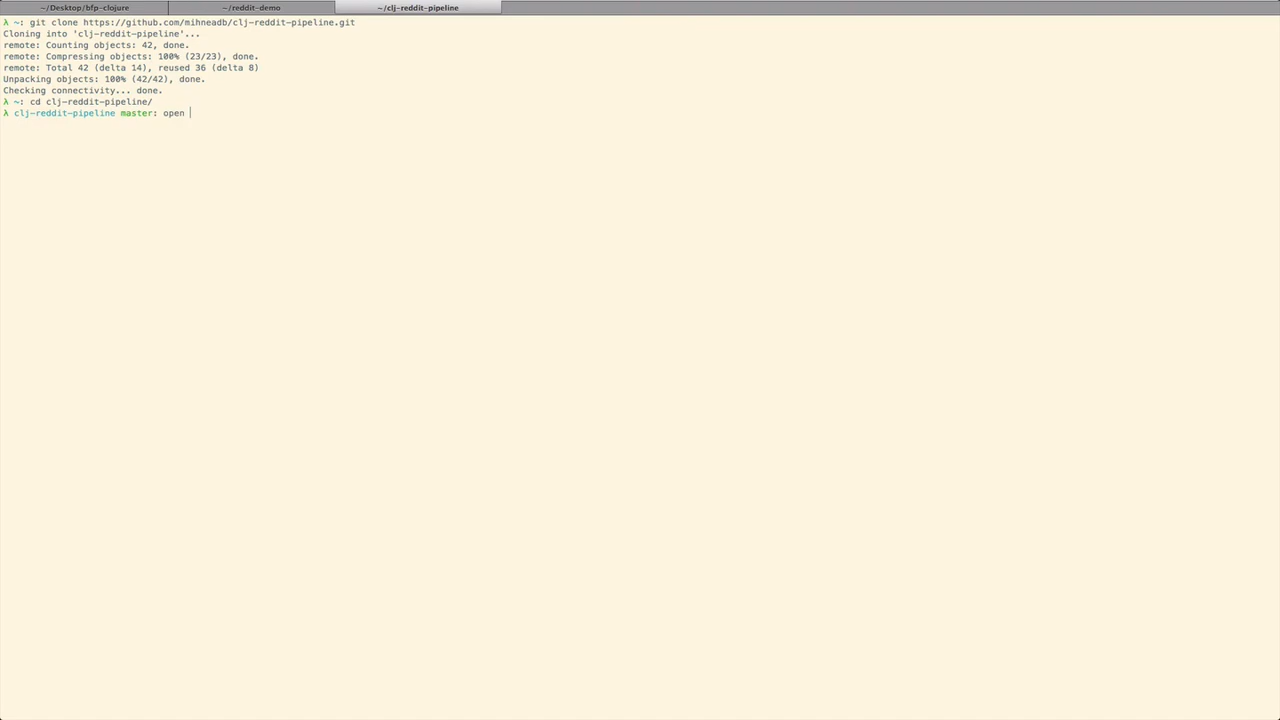 ~/Desktop/bfp-clojure
~/reddit-demo
~/clj-reddit-pipeline
λ ~: git clone https://github.com/mihneadb/clj-reddit-pipeline.git
Cloning into 'clj-reddit-pipeline'...
remote: Counting objects: 42, done.
remote: Compressing objects: 100% (23/23), done.
remote: Total 42 (delta 14), reused 36 (delta 8)
Unpacking objects: 100% (42/42), done.
Checking connectivity... done.
λ ~: cd clj-reddit-pipeline/
λ clj-reddit-pipeline master: open